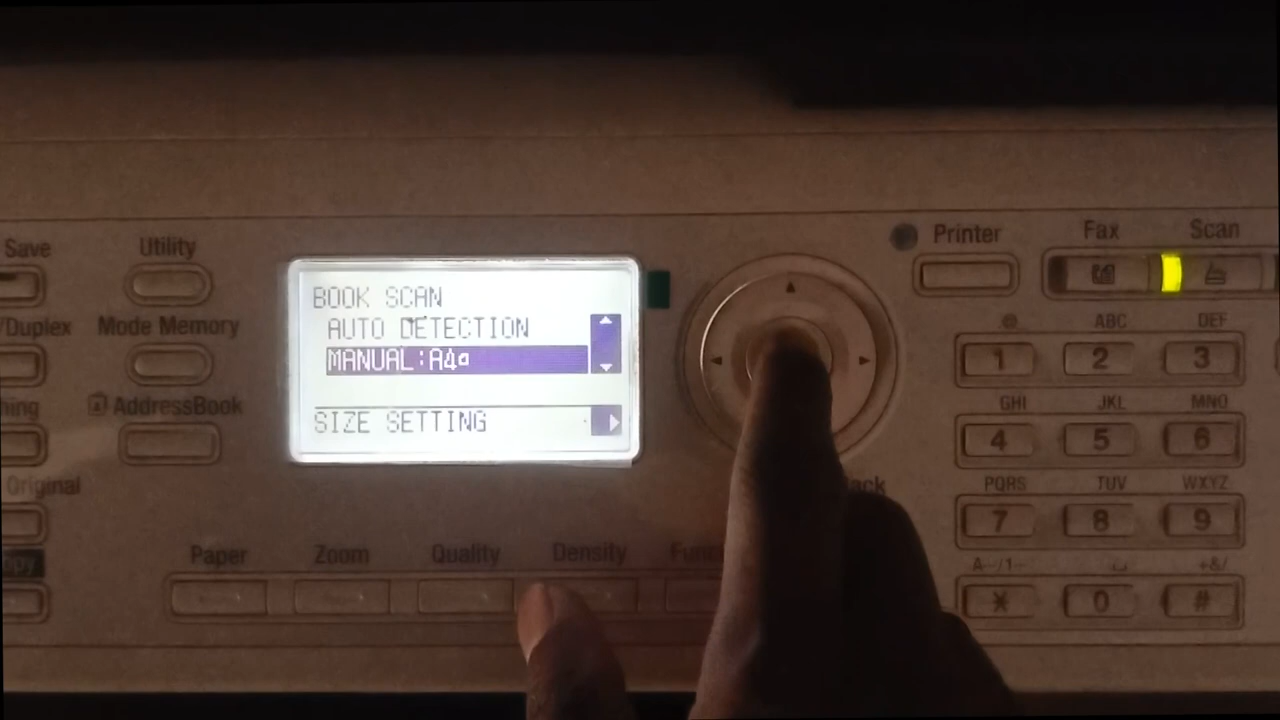 Save
Utility
/Duplex
Mode Memory
AddressBook
Original
BOOK SCAN
AUTO DETECTION
MANUAL:A4
SIZE SETTING
Paper
Zoom
Quality
Density
Printer
Fax
Scan
@
ABC
DEF
1
2
3
GHI
JKL
MNO
4
5
6
PQRS
TUV
WXYZ
7
8
9
+&/
*
0
#